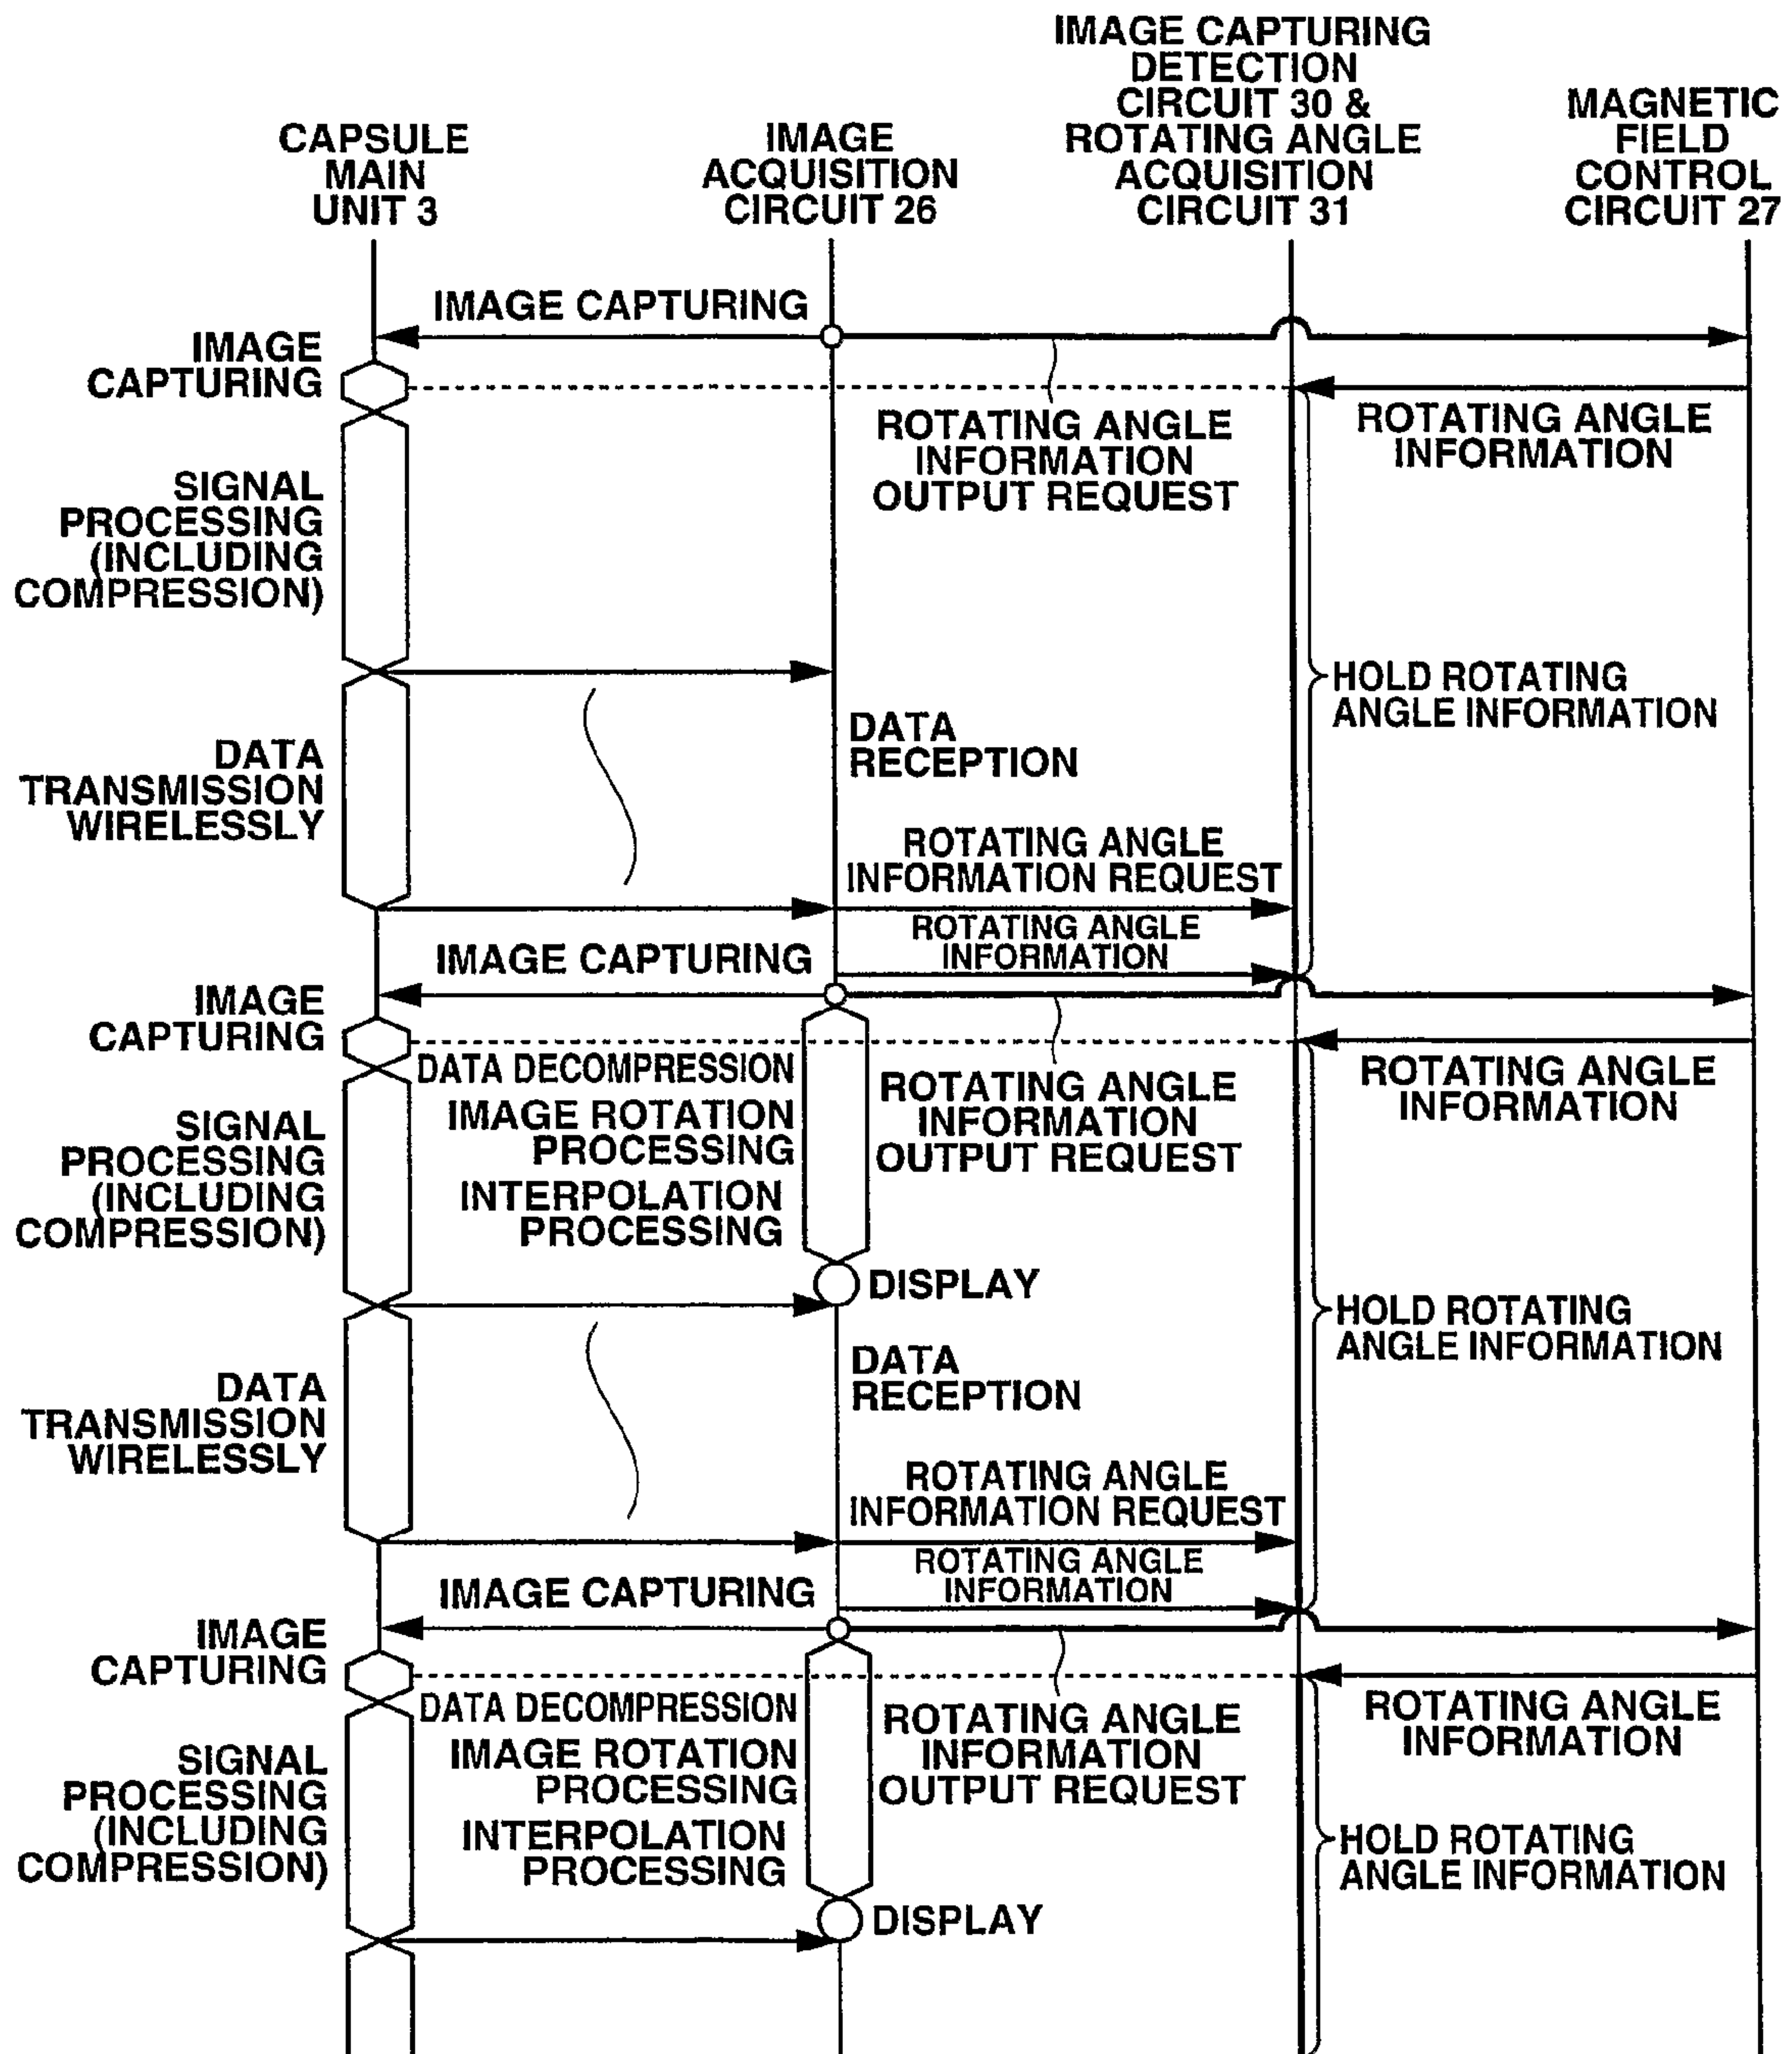 IMAGE CAPTURING
DETECTION
CIRCUIT 30 &
ROTATING ANGLE
ACQUISITION
CIRCUIT 31
MAGNETIC
FIELD
CONTROL
CIRCUIT 27
CAPSULE
MAIN
UNIT 3
IMAGE
ACQUISITION
CIRCUIT 26
IMAGE CAPTURING
IMAGE
CAPTURING
ROTATING ANGLE
INFORMATION
OUTPUT REQUEST
ROTATING ANGLE
INFORMATION
SIGNAL
PROCESSING
(INCLUDING
COMPRESSION)
HOLD ROTATING
ANGLE INFORMATION
DATA
RECEPTION
DATA
TRANSMISSION
WIRELESSLY
ROTATING ANGLE
INFORMATION REQUEST
ROTATING ANGLE
INFORMATION
IMAGE CAPTURING
IMAGE
CAPTURING
DATA DECOMPRESSION
IMAGE ROTATION
PROCESSING
INTERPOLATION
PROCESSING
ROTATING ANGLE
INFORMATION
OUTPUT REQUEST
ROTATING ANGLE
INFORMATION
SIGNAL
PROCESSING
(INCLUDING
COMPRESSION)
DISPLAY
HOLD ROTATING
ANGLE INFORMATION
DATA
RECEPTION
DATA
TRANSMISSION
WIRELESSLY
ROTATING ANGLE
INFORMATION REQUEST
ROTATING ANGLE
INFORMATION
IMAGE CAPTURING
IMAGE
CAPTURING
DATA DECOMPRESSION
IMAGE ROTATION
PROCESSING
INTERPOLATION
PROCESSING
ROTATING ANGLE
INFORMATION
OUTPUT REQUEST
ROTATING ANGLE
INFORMATION
SIGNAL
PROCESSING
(INCLUDING
COMPRESSION)
HOLD ROTATING
ANGLE INFORMATION
DISPLAY